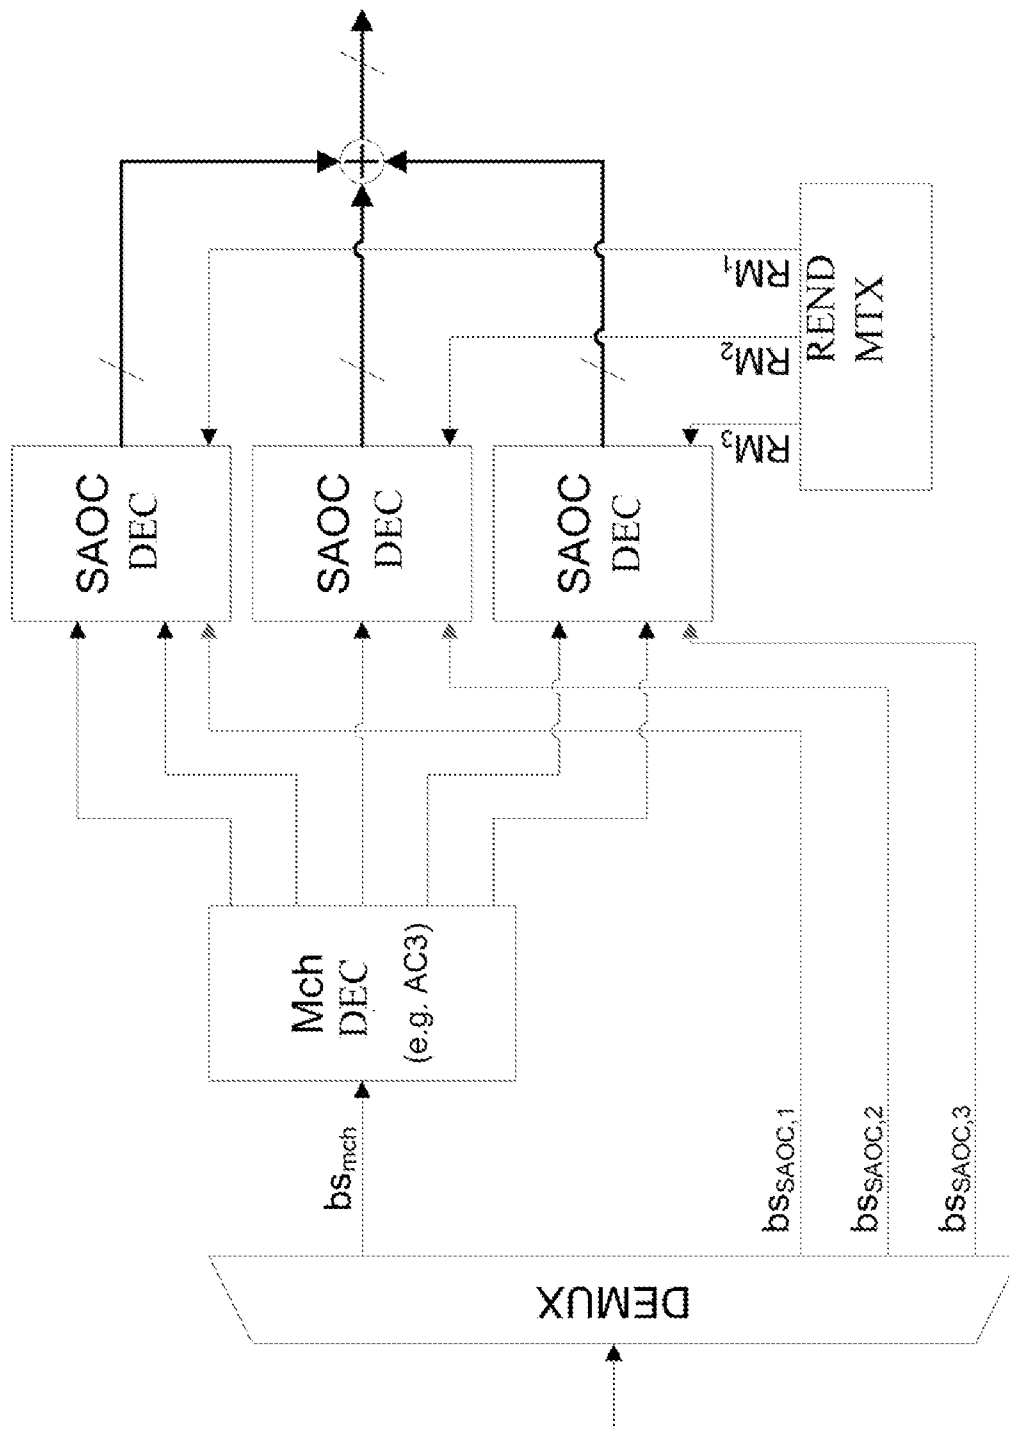 DEMUX
bsmch
bsSAOC,1
bsSAOC,2
bsSAOC,3
Mch
DEC
(e.g. AC3)
SAOC
DEC
SAOC
DEC
SAOC
DEC
RM1
RM2
RM3
REND
MTX